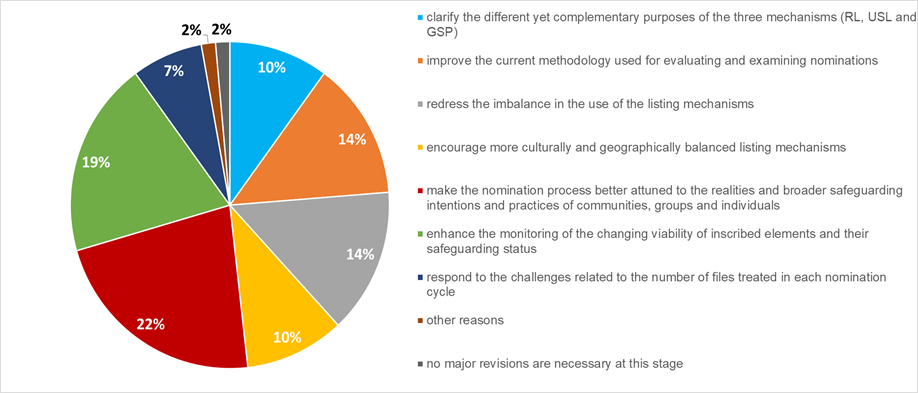 2%
2%
10%
7%
14%
19%
14%
22%
10%
clarify the different yet complementary purposes of the three mechanisms (RL, USL and
GSP)
improve the current methodology used for evaluating and examining nominations
redress the imbalance in the use of the listing mechanisms
encourage more culturally and geographically balanced listing mechanisms
make the nomination process better attuned to the realities and broader safeguarding
intentions and practices of communities, groups and individuals
enhance the monitoring of the changing viability of inscribed elements and their
safeguarding status
respond to the challenges related to the number of files treated in each nomination
cycle
other reasons
no major revisions are necessary at this stage